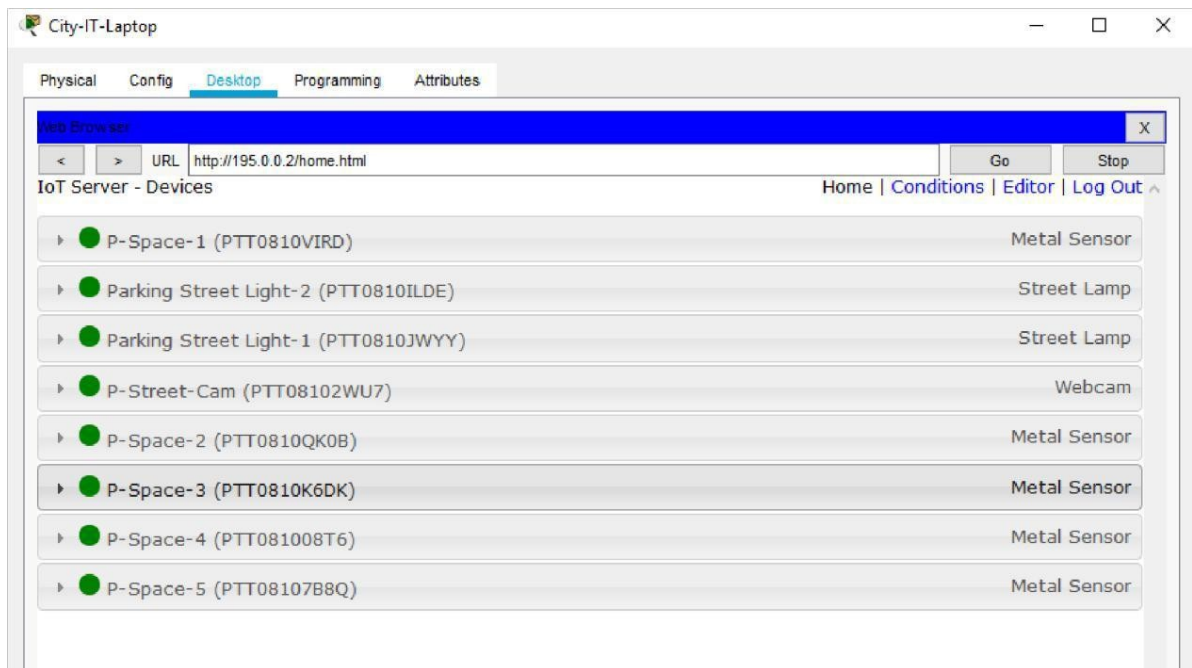 City-IT-Laptop
Physical Config Desktop Programming Attributes
Web Browser X
< > URL http://195.0.0.2/home.html Go Stop
IoT Server - Devices Home | Conditions | Editor | Log Out
P-Space-1 (PTT0810VIRD) Metal Sensor
Parking Street Light-2 (PTT0810ILDE) Street Lamp
Parking Street Light-1 (PTT0810JWYY) Street Lamp
P-Street-Cam (PTT08102WU7) Webcam
P-Space-2 (PTT0810QK0B) Metal Sensor
P-Space-3 (PTT0810K6DK) Metal Sensor
P-Space-4 (PTT081008T6) Metal Sensor
P-Space-5 (PTT08107B8Q) Metal Sensor